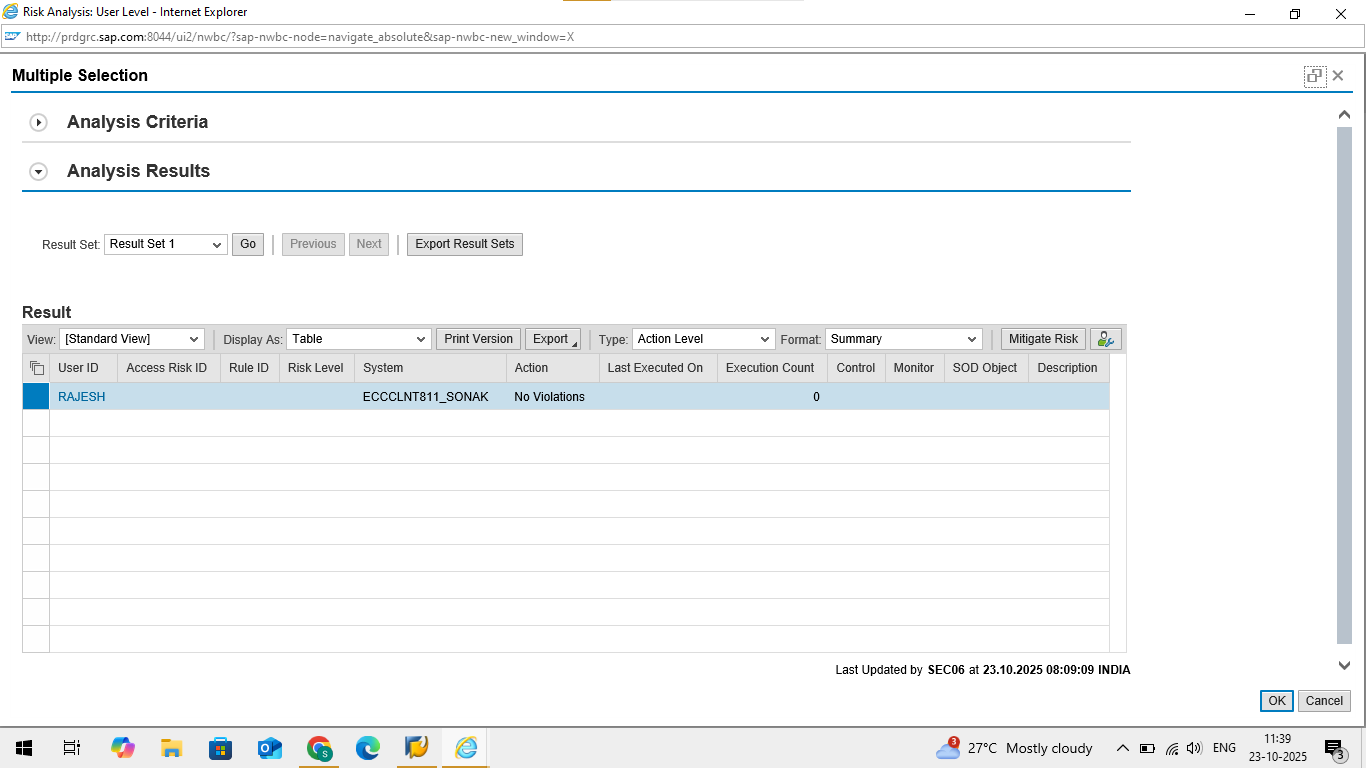 Risk Analysis: User Level - Internet Explorer
SAP http://prdgrc.sap.com:8044/ui2/nwbc/?sap-nwbc-node=navigate_absolute&sap-nwbc-new_window=X
Multiple Selection
Analysis Criteria
Analysis Results
Result Set: Result Set 1 Go Previous Next Export Result Sets
Result
View: [Standard View] Display As: Table Print Version Export Type: Action Level Format: Summary Mitigate Risk
User ID Access Risk ID Rule ID Risk Level System Action Last Executed On Execution Count Control Monitor SOD Object Description
RAJESH ECCCLNT811_SONAK No Violations 0
Last Updated by SEC06 at 23.10.2025 08:09:09 INDIA
OK Cancel
S 3 27°C Mostly cloudy ENG 11:39
23-10-2025 3